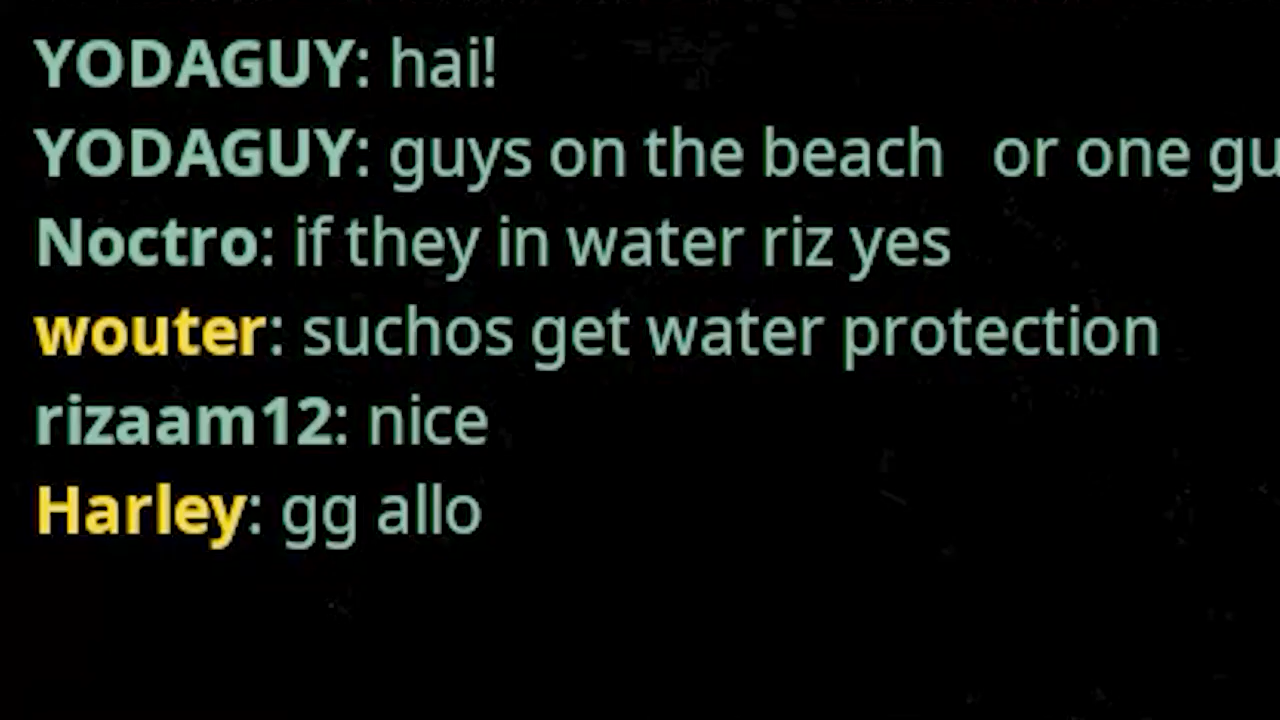 YODAGUY: hai!
YODAGUY: guys on the beach   or one gu
Noctro: if they in water riz yes
wouter: suchos get water protection
rizaam12: nice
Harley: gg allo